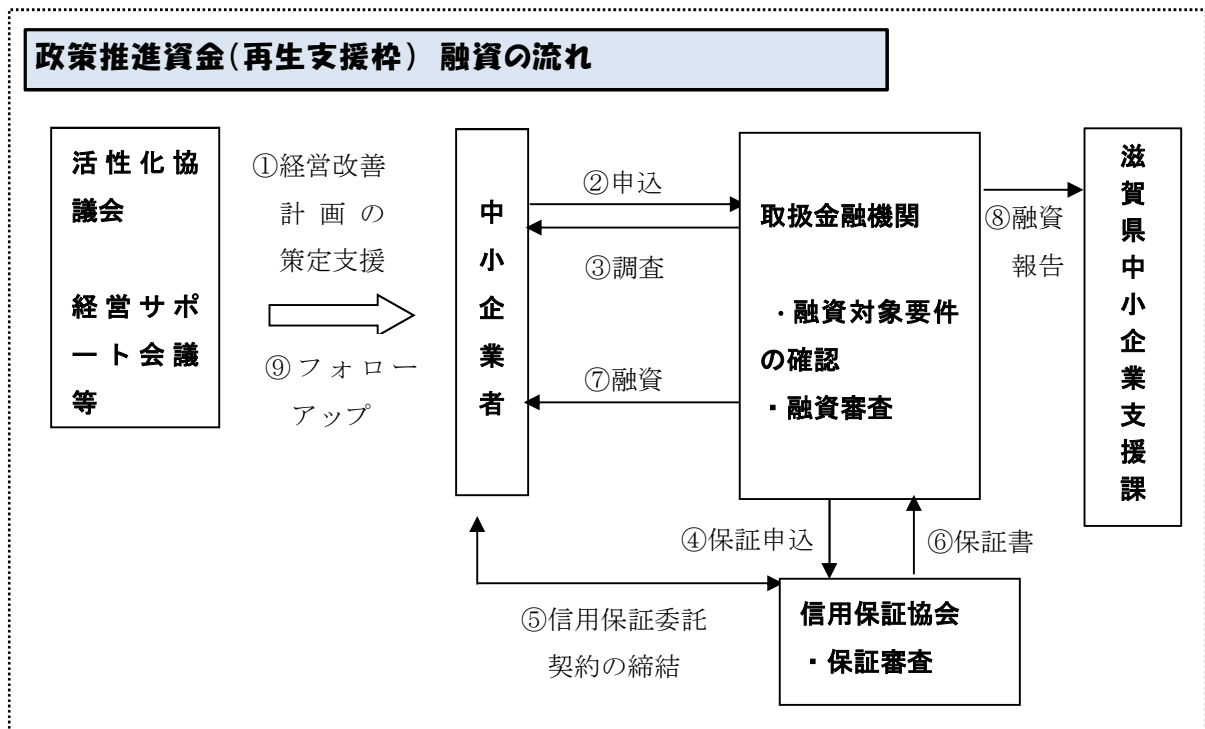 政策推進資金(再生支援枠) 融資の流れ
活性化協
議会
経営サポ
ート会議
等
①経営改善
計画の
策定支援
⑨フォロー
アップ
中小企業者
②申込
③調査
⑦融資
取扱金融機関
・融資対象要件
の確認
・融資審査
⑧融資
報告
滋賀県中小企業支援課
④保証申込
⑥保証書
⑤信用保証委託
契約の締結
信用保証協会
・保証審査